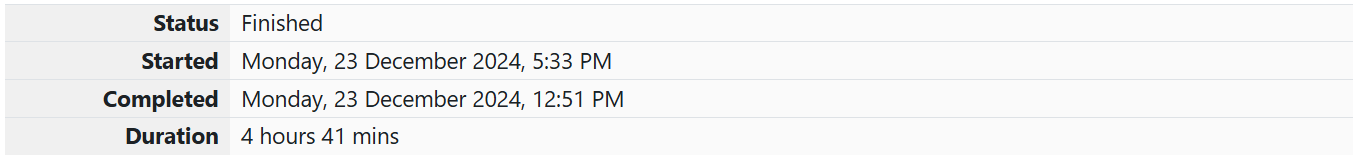 Status Finished
Started Monday, 23 December 2024, 5:33 PM
Completed Monday, 23 December 2024, 12:51 PM
Duration 4 hours 41 mins